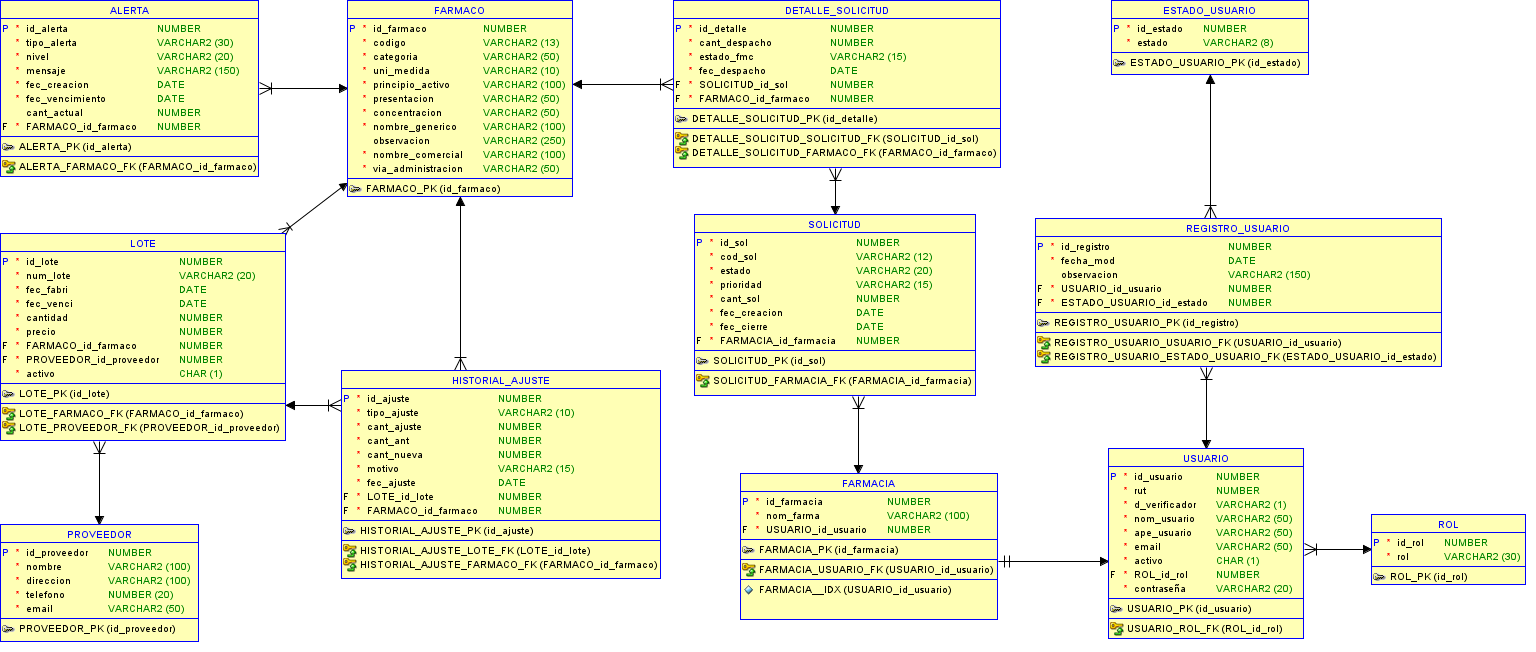 ALERTA
P * id_alerta NUMBER
* tipo_alerta VARCHAR2 (30)
* nivel VARCHAR2 (20)
* mensaje VARCHAR2 (150)
* fec_creacion DATE
* fec_vencimiento DATE
cant_actual NUMBER
F * FARMACO_id_farmaco NUMBER
ALERTA_PK (id_alerta)
ALERTA_FARMACO_FK (FARMACO_id_farmaco)
FARMACO
P * id_farmaco NUMBER
* codigo VARCHAR2 (13)
* categoria VARCHAR2 (50)
* uni_medida VARCHAR2 (10)
* principio_activo VARCHAR2 (100)
* presentacion VARCHAR2 (50)
* concentracion VARCHAR2 (50)
* nombre_generico VARCHAR2 (100)
observacion VARCHAR2 (250)
* nombre_comercial VARCHAR2 (100)
* via_administracion VARCHAR2 (50)
FARMACO_PK (id_farmaco)
DETALLE_SOLICITUD
P * id_detalle NUMBER
* cant_despacho NUMBER
* estado_fmc VARCHAR2 (15)
* fec_despacho DATE
F * SOLICITUD_id_sol NUMBER
F * FARMACO_id_farmaco NUMBER
DETALLE_SOLICITUD_PK (id_detalle)
DETALLE_SOLICITUD_SOLICITUD_FK (SOLICITUD_id_sol)
DETALLE_SOLICITUD_FARMACO_FK (FARMACO_id_farmaco)
ESTADO_USUARIO
P * id_estado NUMBER
* estado VARCHAR2 (8)
ESTADO_USUARIO_PK (id_estado)
LOTE
P * id_lote NUMBER
* num_lote VARCHAR2 (20)
* fec_fabri DATE
* fec_venci DATE
* cantidad NUMBER
* precio NUMBER
F * FARMACO_id_farmaco NUMBER
F * PROVEEDOR_id_proveedor NUMBER
* activo CHAR (1)
LOTE_PK (id_lote)
LOTE_FARMACO_FK (FARMACO_id_farmaco)
LOTE_PROVEEDOR_FK (PROVEEDOR_id_proveedor)
SOLICITUD
P * id_sol NUMBER
* cod_sol VARCHAR2 (12)
* estado VARCHAR2 (20)
* prioridad VARCHAR2 (15)
* cant_sol NUMBER
* fec_creacion DATE
* fec_cierre DATE
F * FARMACIA_id_farmacia NUMBER
SOLICITUD_PK (id_sol)
SOLICITUD_FARMACIA_FK (FARMACIA_id_farmacia)
REGISTRO_USUARIO
P * id_registro NUMBER
* fecha_mod DATE
observacion VARCHAR2 (150)
F * USUARIO_id_usuario NUMBER
F * ESTADO_USUARIO_id_estado NUMBER
REGISTRO_USUARIO_PK (id_registro)
REGISTRO_USUARIO_USUARIO_FK (USUARIO_id_usuario)
REGISTRO_USUARIO_ESTADO_USUARIO_FK (ESTADO_USUARIO_id_estado)
HISTORIAL_AJUSTE
P * id_ajuste NUMBER
* tipo_ajuste VARCHAR2 (10)
* cant_ajuste NUMBER
* cant_ant NUMBER
* cant_nueva NUMBER
* motivo VARCHAR2 (15)
* fec_ajuste DATE
F * LOTE_id_lote NUMBER
F * FARMACO_id_farmaco NUMBER
HISTORIAL_AJUSTE_PK (id_ajuste)
HISTORIAL_AJUSTE_LOTE_FK (LOTE_id_lote)
HISTORIAL_AJUSTE_FARMACO_FK (FARMACO_id_farmaco)
PROVEEDOR
P * id_proveedor NUMBER
* nombre VARCHAR2 (100)
* direccion VARCHAR2 (100)
* telefono NUMBER (20)
* email VARCHAR2 (50)
PROVEEDOR_PK (id_proveedor)
FARMACIA
P * id_farmacia NUMBER
* nom_farma VARCHAR2 (100)
F * USUARIO_id_usuario NUMBER
FARMACIA_PK (id_farmacia)
FARMACIA_USUARIO_FK (USUARIO_id_usuario)
FARMACIA__IDX (USUARIO_id_usuario)
USUARIO
P * id_usuario NUMBER
* rut NUMBER
* d_verificador VARCHAR2 (1)
* nom_usuario VARCHAR2 (50)
* ape_usuario VARCHAR2 (50)
* email VARCHAR2 (50)
* activo CHAR (1)
F * ROL_id_rol NUMBER
* contraseña VARCHAR2 (20)
USUARIO_PK (id_usuario)
USUARIO_ROL_FK (ROL_id_rol)
ROL
P * id_rol NUMBER
* rol VARCHAR2 (30)
ROL_PK (id_rol)